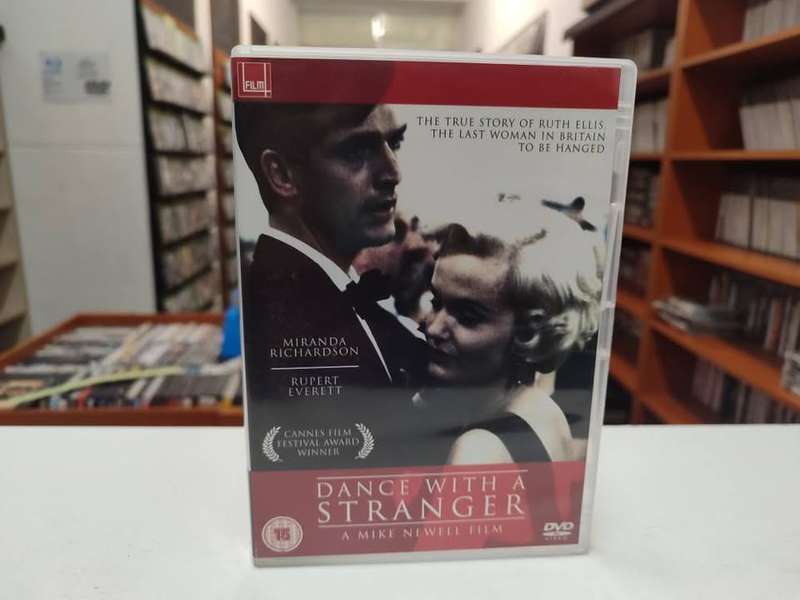 FILM
THE TRUE STORY OF RUTH ELLIS,
THE LAST WOMAN IN BRITAIN
TO BE HANGED
MIRANDA
RICHARDSON
RUPERT
EVERETT
CANNES FILM
FESTIVAL AWARD
WINNER
DANCE WITH A
STRANGER
A MIKE NEWELL FILM
15
DVD
VIDEO